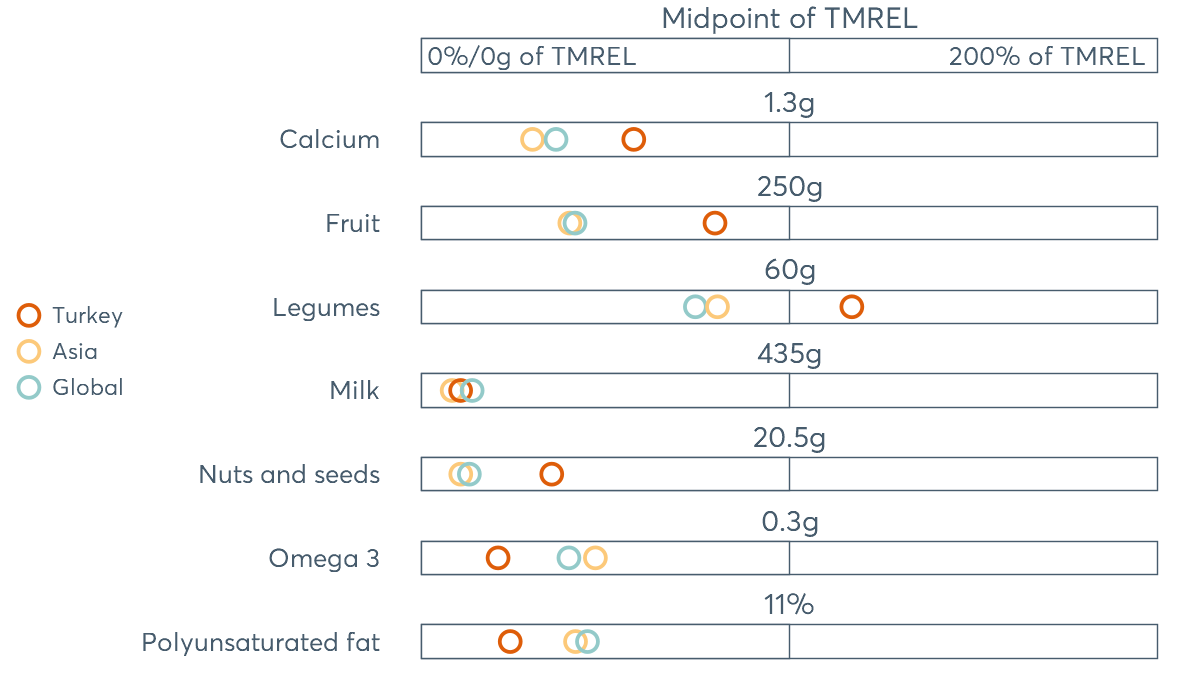 Midpoint of TMREL
0%/0g of TMREL 200% of TMREL
1.3g
Calcium
250g
Fruit
60g
Legumes
Turkey
Asia
Global
435g
Milk
20.5g
Nuts and seeds
0.3g
Omega 3
11%
Polyunsaturated fat